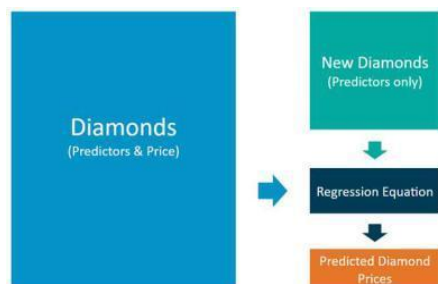 Diamonds
(Predictors & Price)
New Diamonds
(Predictors only)
Regression Equation
Predicted Diamond
Prices